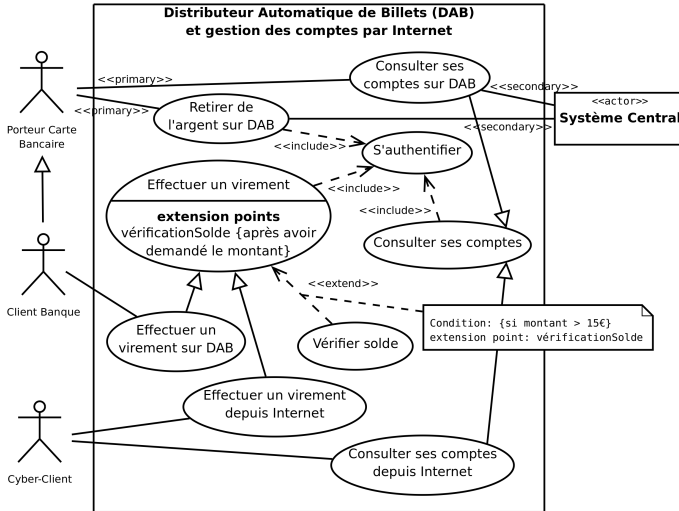 Distributeur Automatique de Billets (DAB)
et gestion des comptes par Internet
Porteur Carte
Bancaire
<<primary>>
<<primary>>
Consulter ses
comptes sur DAB
<<secondary>>
<<actor>>
Système Central
Retirer de
l'argent sur DAB
<<secondary>>
<<include>>
S'authentifier
Effectuer un virement
<<include>>
extension points
vérificationSolde {après avoir
demandé le montant}
<<include>>
Consulter ses comptes
Client Banque
<<extend>>
Condition: {si montant > 15€}
extension point: vérificationSolde
Effectuer un
virement sur DAB
Vérifier solde
Effectuer un virement
depuis Internet
Cyber-Client
Consulter ses comptes
depuis Internet